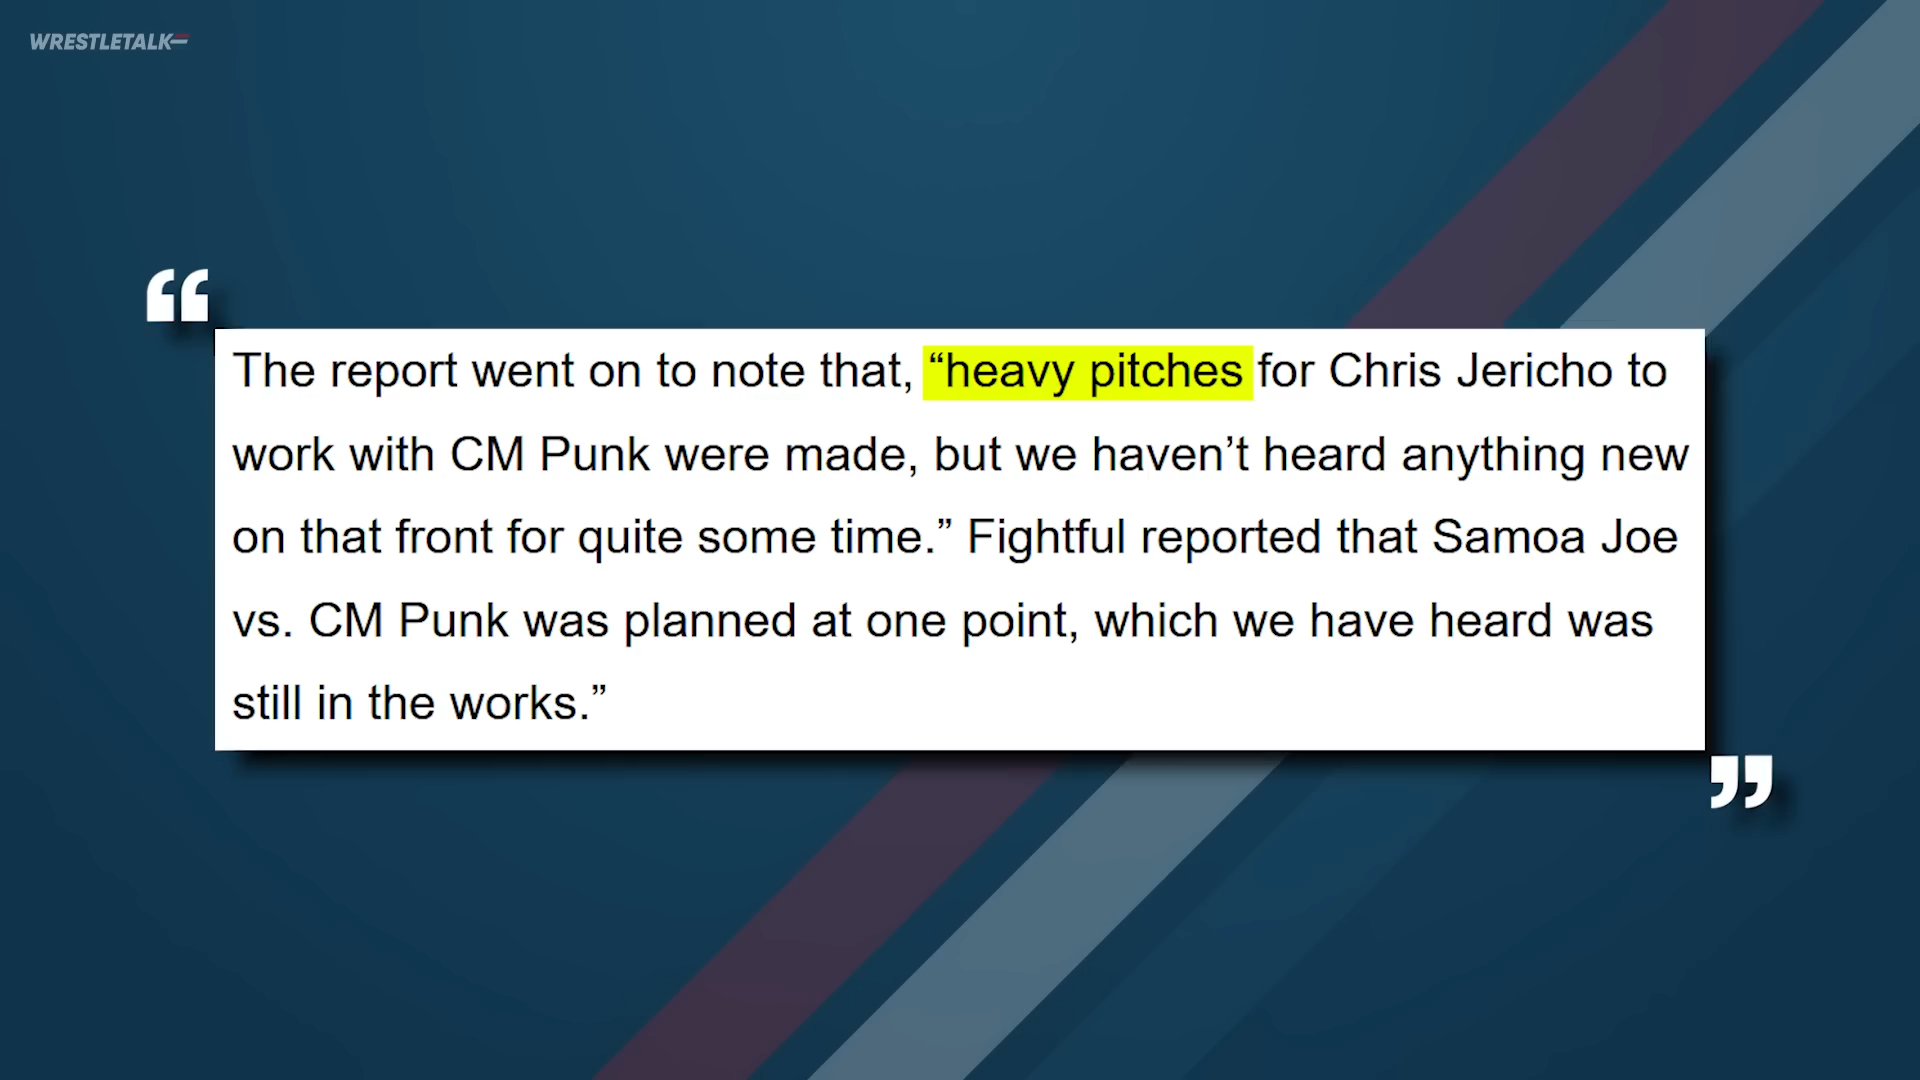 WRESTLETALK
“
The report went on to note that, “heavy pitches for Chris Jericho to
work with CM Punk were made, but we haven’t heard anything new
on that front for quite some time.” Fightful reported that Samoa Joe
vs. CM Punk was planned at one point, which we have heard was
still in the works.”
”